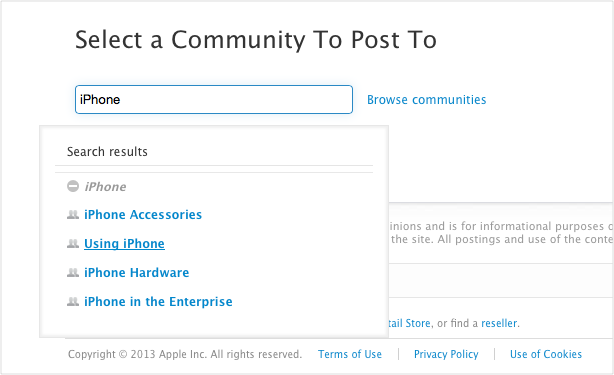 Select a Community To Post To
iPhone
Browse communities
Search results
iPhone
iPhone Accessories
Using iPhone
iPhone Hardware
iPhone in the Enterprise
inions and is for informational purposes
the site. All postings and use of the conte
tail Store, or find a reseller.
Copyright © 2013 Apple Inc. All rights reserved. Terms of Use Privacy Policy Use of Cookies